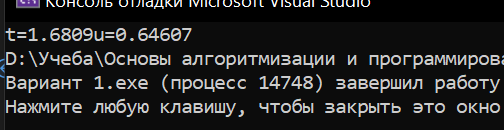 Консоль отладки Microsoft Visual Studio
t=1.6809u=0.64607
D:\Учеба\Основы алгоритмизации и
Вариант 1.exe (процесс 14748) завершил работу
Нажмите любую клавишу, чтобы закрыть это окно